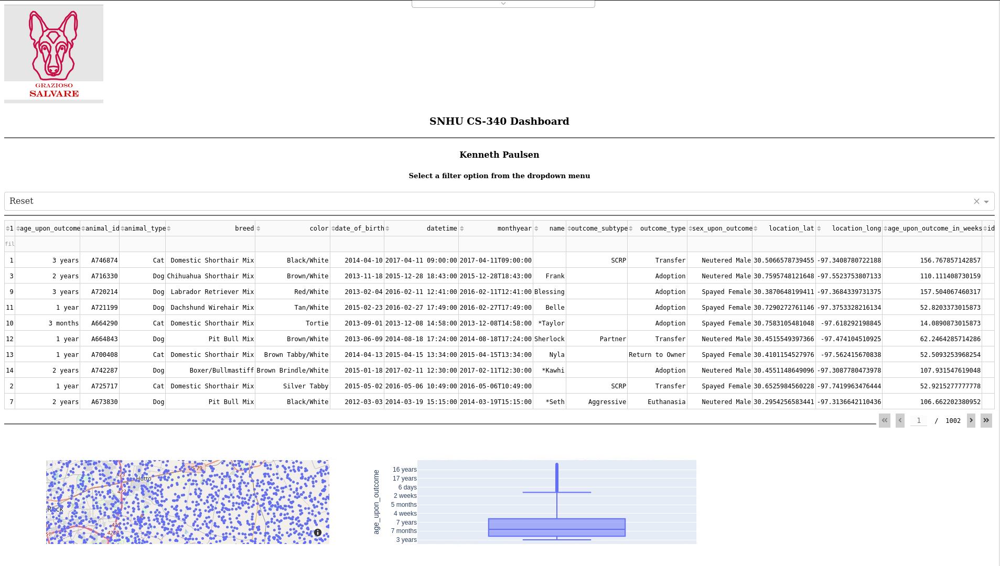 GRAZIOSO
SALVARE
SNHU CS-340 Dashboard
Kenneth Paulsen
Select a filter option from the dropdown menu
Reset
1 age_upon_outcome animal_id animal_type breed color date_of_birth datetime monthyear name outcome_subtype outcome_type sex_upon_outcome location_lat location_long age_upon_outcome_in_weeks id
fil
1 3 years A746874 Cat Domestic Shorthair Mix Black/White 2014-04-10 2017-04-11 09:00:00 2017-04-11T09:00:00 SCRP Transfer Neutered Male 30.5066578739455 -97.3408780722188 156.767857142857
3 2 years A716330 Dog Chihuahua Shorthair Mix Brown/White 2013-11-18 2015-12-28 18:43:00 2015-12-28T18:43:00 Frank Adoption Neutered Male 30.7595748121648 -97.5523753807133 110.111408730159
9 3 years A720214 Dog Labrador Retriever Mix Red/White 2013-02-04 2016-02-11 12:41:00 2016-02-11T12:41:00 Blessing Adoption Spayed Female 30.3870648199411 -97.3684339731375 157.504067460317
11 1 year A721199 Dog Dachshund Wirehair Mix Tan/White 2015-02-23 2016-02-27 17:49:00 2016-02-27T17:49:00 Belle Adoption Spayed Female 30.7290272761146 -97.3753328216134 52.8203373015873
10 3 months A664290 Cat Domestic Shorthair Mix Tortie 2013-09-01 2013-12-08 14:58:00 2013-12-08T14:58:00 *Taylor Adoption Spayed Female 30.7583105481048 -97.618292198845 14.0890873015873
12 1 year A664843 Dog Pit Bull Mix Brown/White 2013-06-09 2014-08-18 17:24:00 2014-08-18T17:24:00 Sherlock Partner Transfer Neutered Male 30.4515549397366 -97.474104510925 62.2464285714286
13 1 year A700408 Cat Domestic Shorthair Mix Brown Tabby/White 2014-04-13 2015-04-15 13:34:00 2015-04-15T13:34:00 Nyla Return to Owner Spayed Female 30.4101154527976 -97.562415670838 52.5093253968254
14 2 years A742287 Dog Boxer/Bullmastiff Brown Brindle/White 2015-01-18 2017-02-11 12:30:00 2017-02-11T12:30:00 *Kawhi Adoption Neutered Male 30.4551148649096 -97.3087780473978 107.931547619048
2 1 year A725717 Cat Domestic Shorthair Mix Silver Tabby 2015-05-02 2016-05-06 10:49:00 2016-05-06T10:49:00 SCRP Transfer Spayed Female 30.6525984560228 -97.7419963476444 52.9215277777778
7 2 years A673830 Dog Pit Bull Mix Black/White 2012-03-03 2014-03-19 15:15:00 2014-03-19T15:15:00 *Seth Aggressive Euthanasia Neutered Male 30.2954256583441 -97.3136642110436 106.662202380952
1 / 1002
US 79
423
Hutto
423
Rock
424
age_upon_outcome
16 years
17 years
6 days
2 weeks
5 months
4 weeks
7 years
7 months
3 years